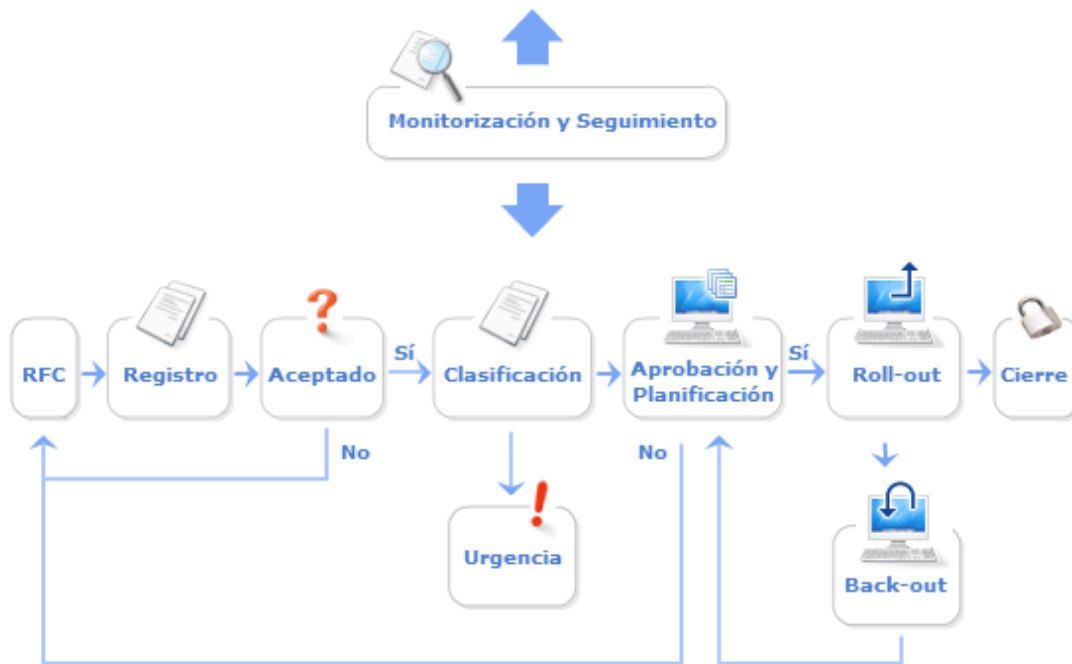 Monitorización y Seguimiento
RFC
Registro
Aceptado
Sí
Clasificación
Aprobación y
Planificación
Sí
Roll-out
Cierre
No
No
Urgencia
Back-out